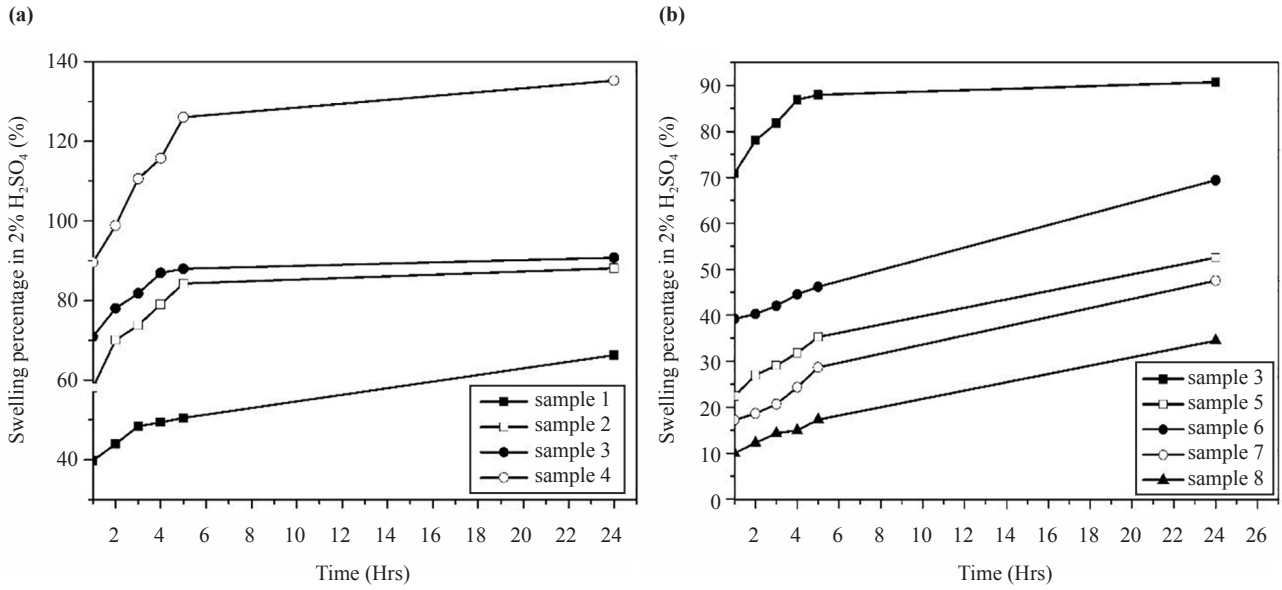 (a)
(b)
Swelling percentage in 2% H₂SO₄ (%)
140
120
100
80
60
40
2 4 6 8 10 12 14 16 18 20 22 24
Time (Hrs)
sample 1
sample 2
sample 3
sample 4
Swelling percentage in 2% H₂SO₄ (%)
90
80
70
60
50
40
30
20
10
0
2 4 6 8 10 12 14 16 18 20 22 24 26
Time (Hrs)
sample 3
sample 5
sample 6
sample 7
sample 8